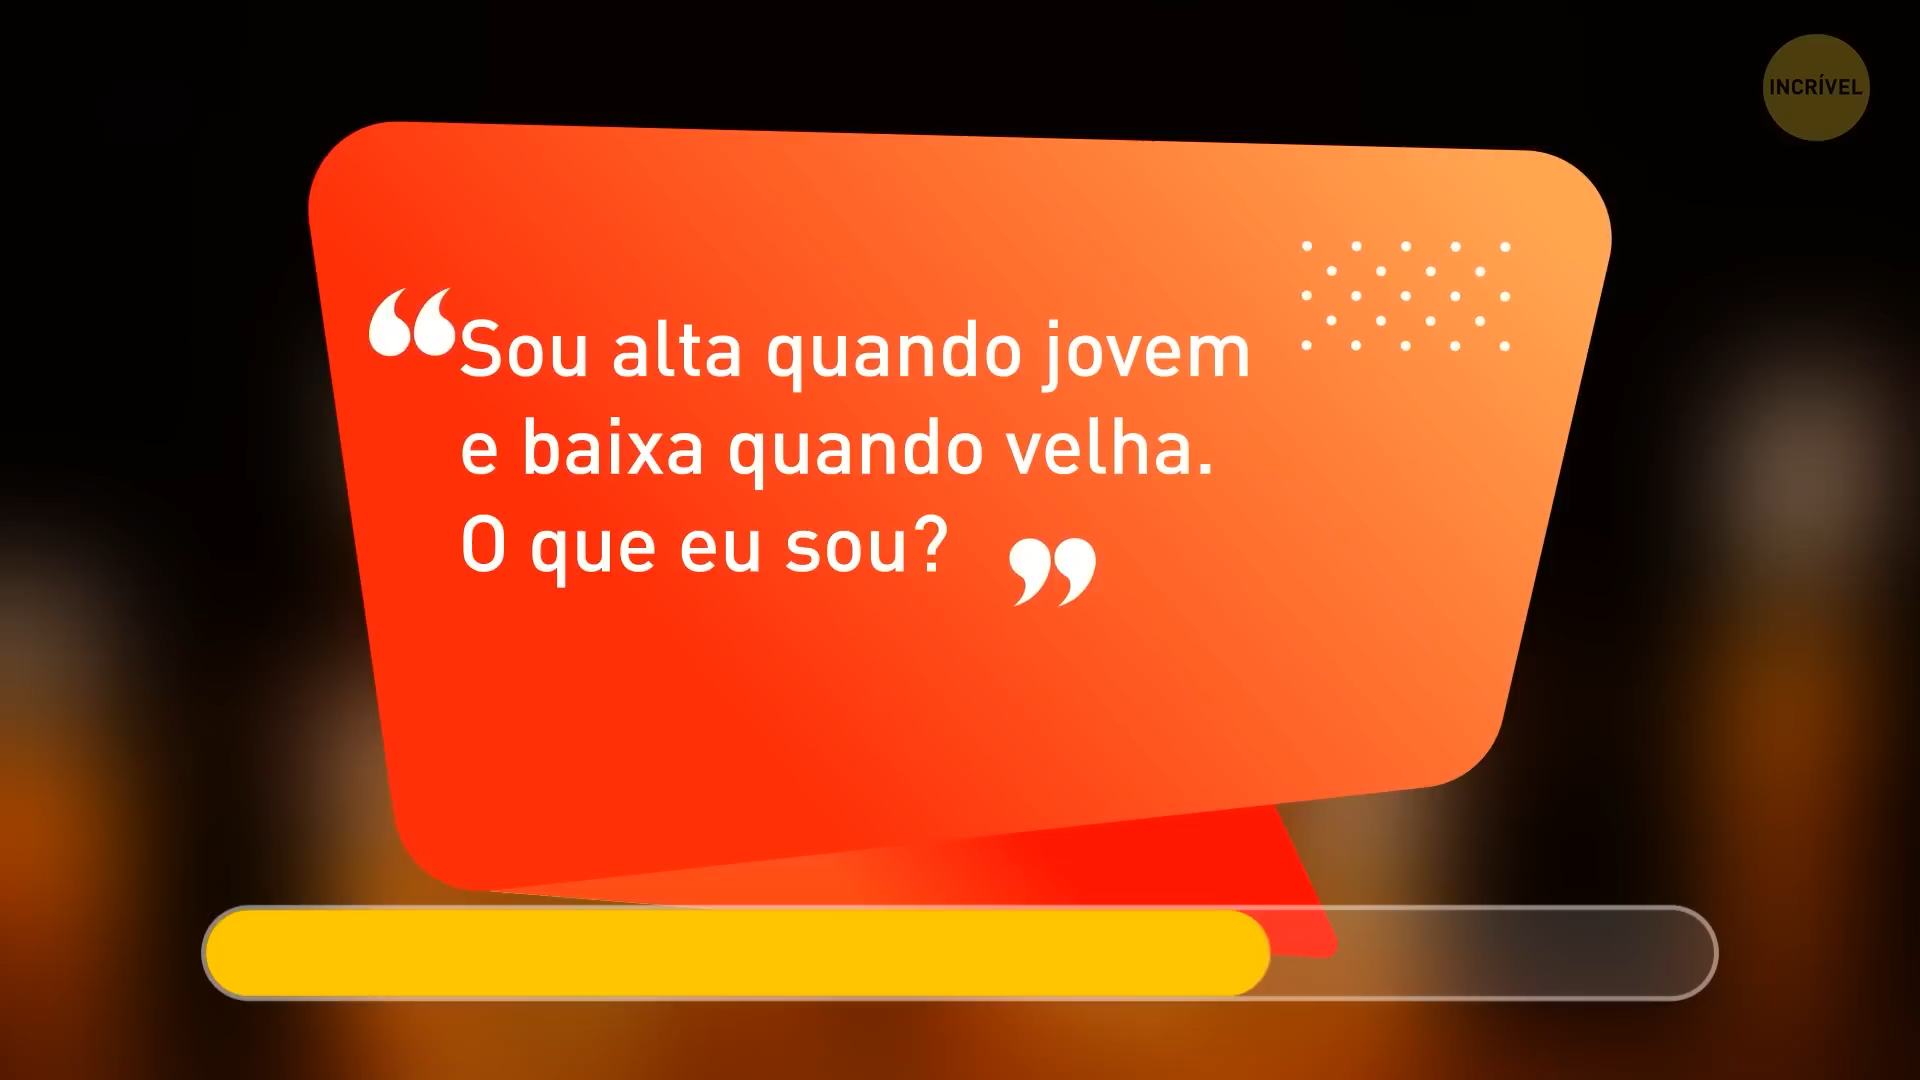 INCRÍVEL
“Sou alta quando jovem
e baixa quando velha.
O que eu sou?”